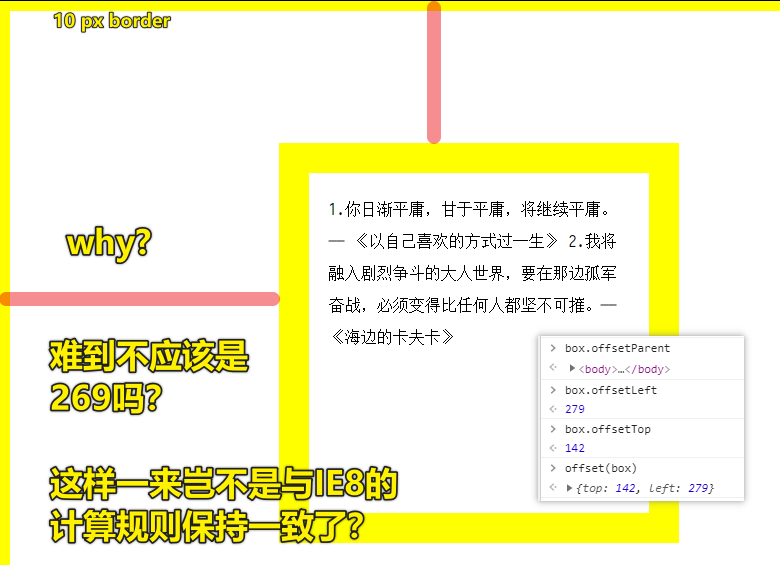 10 px border
1.你日渐平庸，甘于平庸，将继续平庸。
—— 《以自己喜欢的方式过一生》 2.我将
融入剧烈争斗的大人世界，要在那边孤军
奋战，必须变得比任何人都坚不可摧。——
《海边的卡夫卡》
why?
难到不应该是
269吗?
这样一来岂不是与IE8的
计算规则保持一致了?
> box.offsetParent
<· ▶<body>…</body>
> box.offsetLeft
<· 279
> box.offsetTop
<· 142
> offset(box)
<· ▶{top: 142, left: 279}